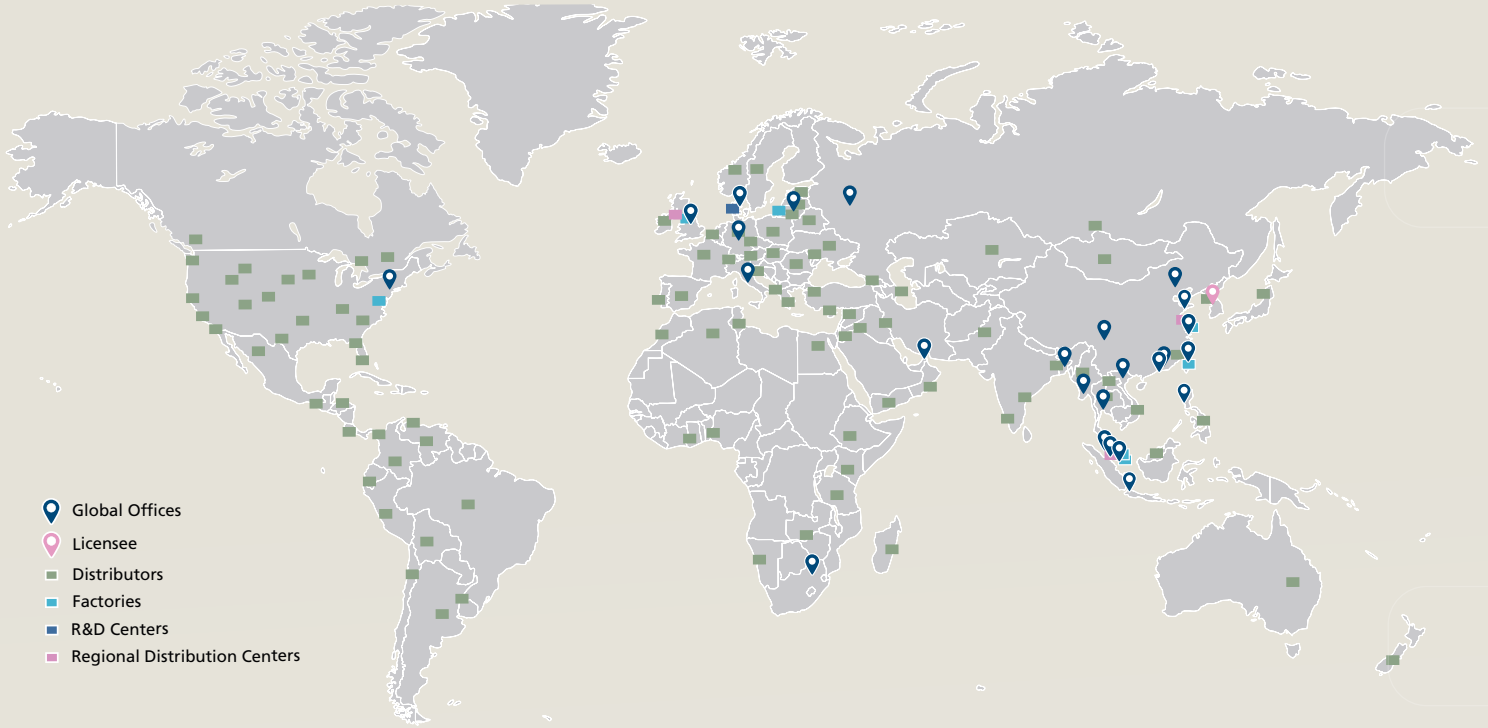 Global Offices
Licensee
Distributors
Factories
R&D Centers
Regional Distribution Centers